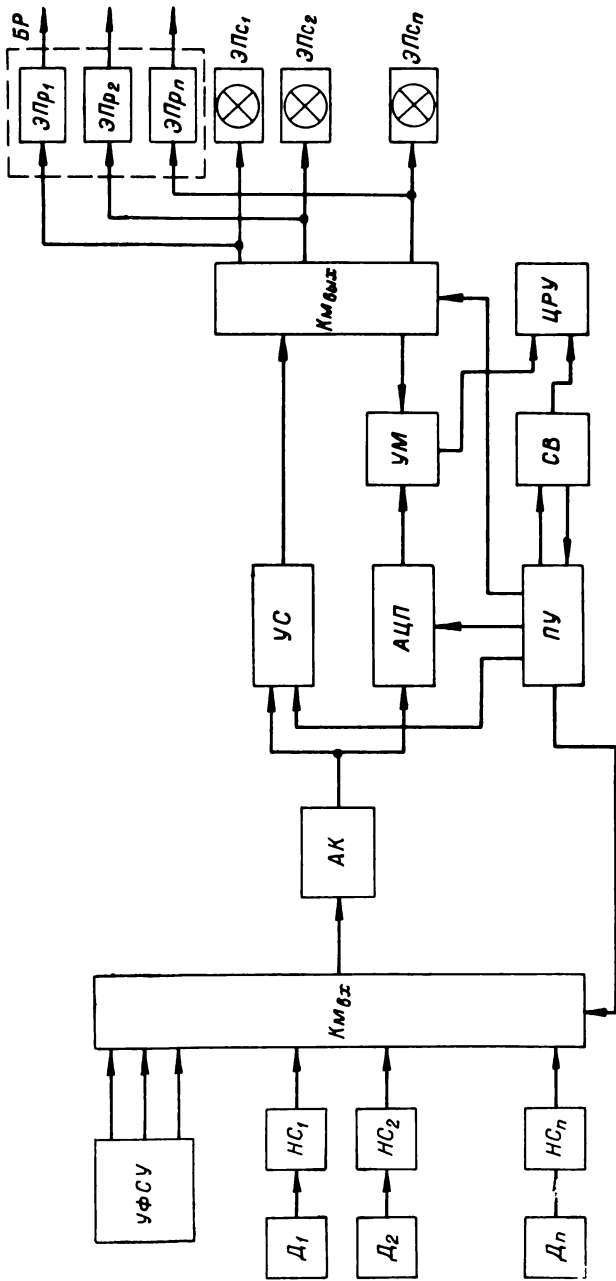 УФСУ
Д₁
НС₁
Д₂
НС₂
Дn
НСn
Кмвх
АК
УС
АЦП
ПУ
УМ
СВ
Кмвых
ЦРУ
БР
ЭПр₁
ЭПр₂
ЭПрn
ЭПс₁
ЭПс₂
ЭПсn